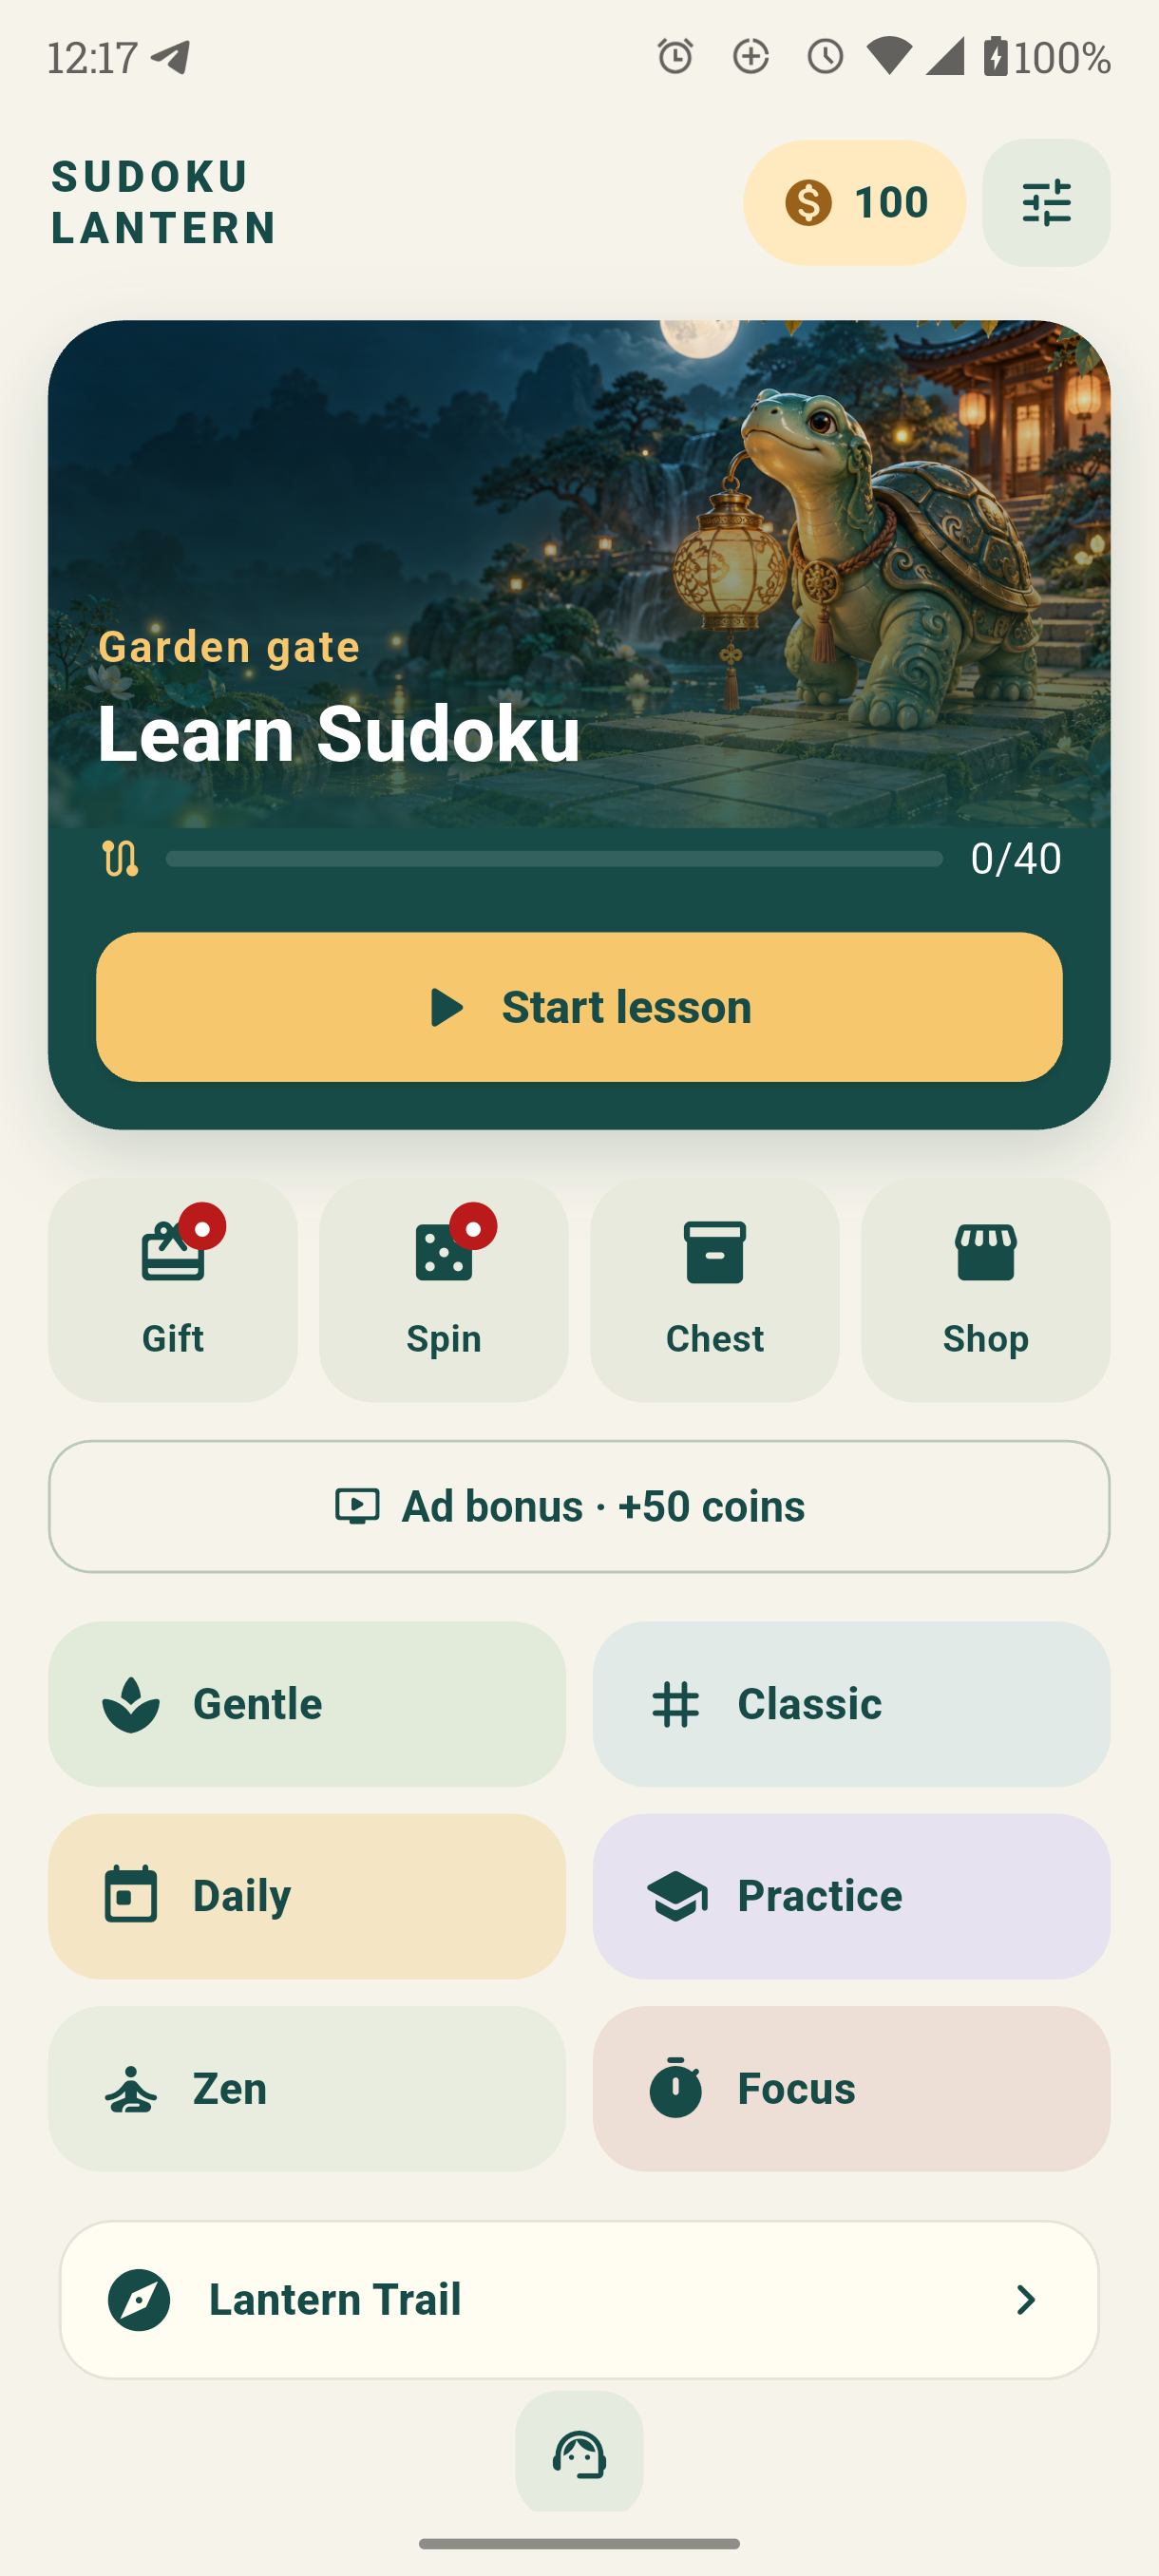 12:17
100%
SUDOKU
LANTERN
100
Garden gate
Learn Sudoku
0/40
Start lesson
Gift
Spin
Chest
Shop
Ad bonus · +50 coins
Gentle
Classic
Daily
Practice
Zen
Focus
Lantern Trail